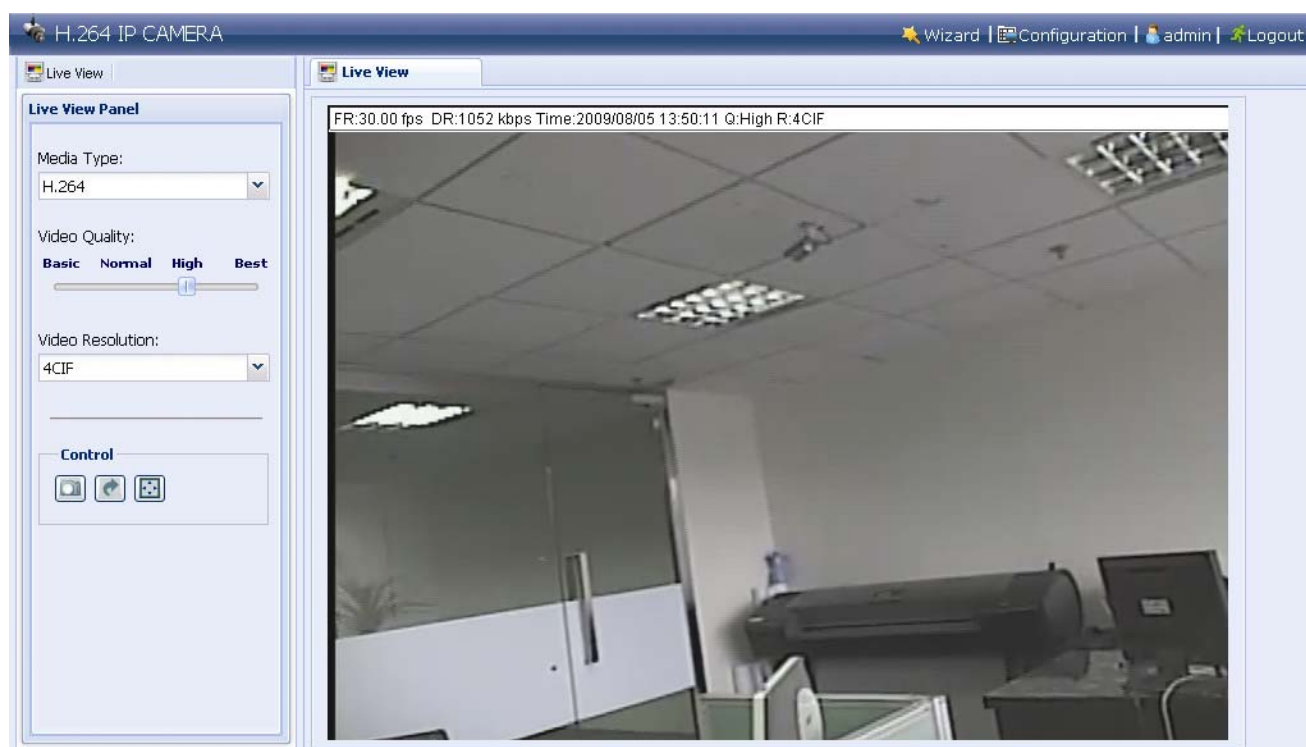 H.264 IP CAMERA
Wizard | Configuration | admin | Logout
Live View
Live View
Live View Panel
FR:30.00 fps DR:1052 kbps Time:2009/08/05 13:50:11 Q:High R:4CIF
Media Type:
H.264
Video Quality:
Basic Normal High Best
Video Resolution:
4CIF
Control